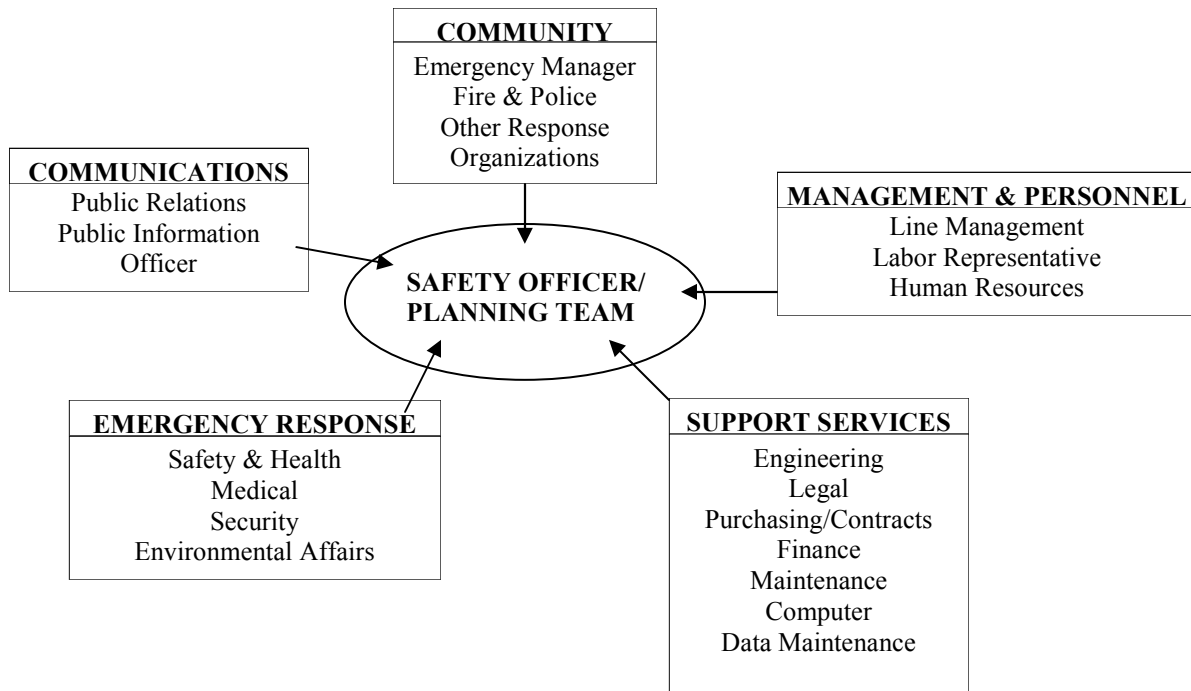 COMMUNITY
Emergency Manager
Fire & Police
Other Response
Organizations
COMMUNICATIONS
Public Relations
Public Information
Officer
MANAGEMENT & PERSONNEL
Line Management
Labor Representative
Human Resources
SAFETY OFFICER/
PLANNING TEAM
EMERGENCY RESPONSE
Safety & Health
Medical
Security
Environmental Affairs
SUPPORT SERVICES
Engineering
Legal
Purchasing/Contracts
Finance
Maintenance
Computer
Data Maintenance